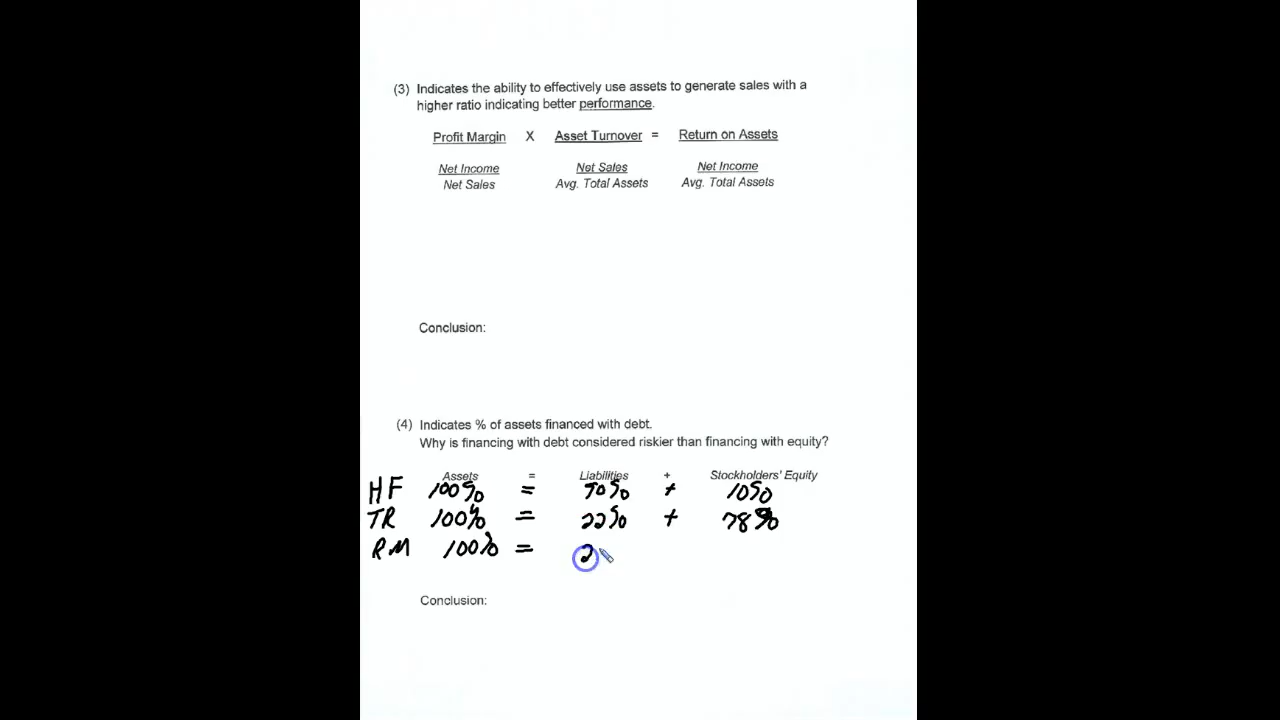 (3) Indicates the ability to effectively use assets to generate sales with a
higher ratio indicating better performance.
Profit Margin X Asset Turnover = Return on Assets
Net Income Net Sales Net Income
Net Sales Avg. Total Assets Avg. Total Assets
Conclusion:
(4) Indicates % of assets financed with debt.
Why is financing with debt considered riskier than financing with equity?
Assets = Liabilities + Stockholders' Equity
HF 100% = 90% + 10%
TR 100% = 22% + 78%
RM 100% = 2
Conclusion: